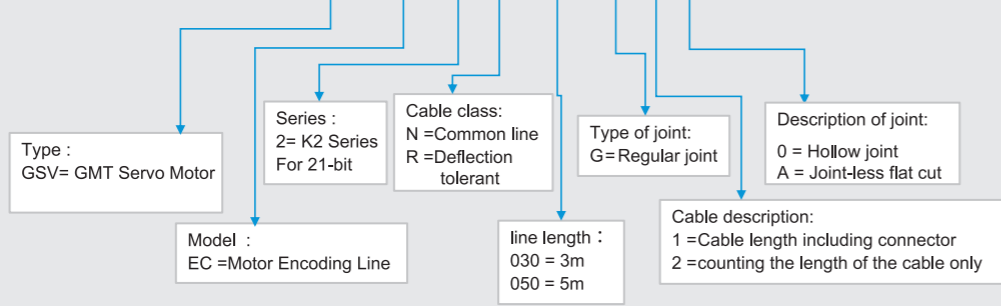 Type :
GSV= GMT Servo Motor
Model :
EC =Motor Encoding Line
Series :
2= K2 Series
For 21-bit
Cable class:
N =Common line
R =Deflection
tolerant
line length：
030 = 3m
050 = 5m
Type of joint:
G=Regular joint
Cable description:
1 =Cable length including connector
2 =counting the length of the cable only
Description of joint:
0 = Hollow joint
A = Joint-less flat cut